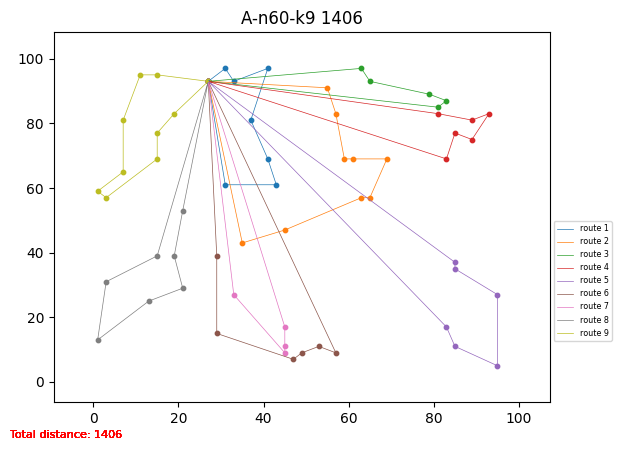 A-n60-k9 1406
100
80
60
40
20
0
0 20 40 60 80 100
route 1
route 2
route 3
route 4
route 5
route 6
route 7
route 8
route 9
Total distance: 1406